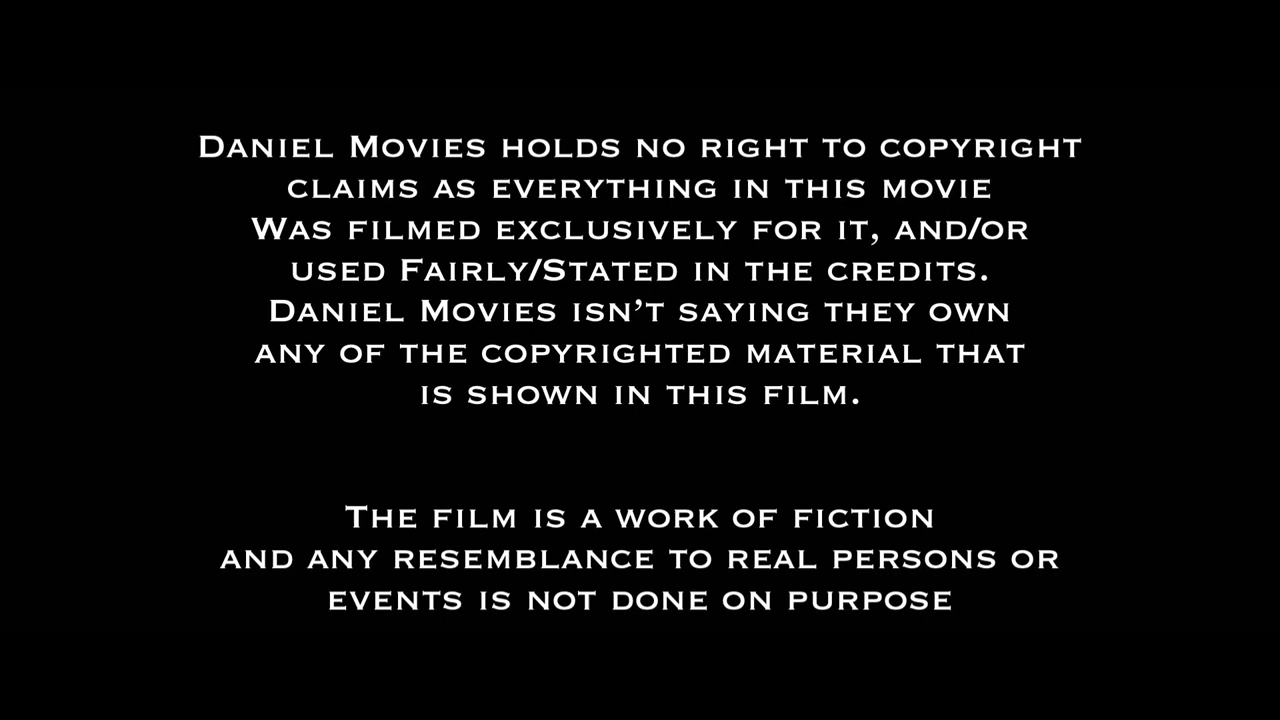 Daniel Movies holds no right to copyright
claims as everything in this movie
Was filmed exclusively for it, and/or
used Fairly/Stated in the credits.
Daniel Movies isn’t saying they own
any of the copyrighted material that
is shown in this film.
The film is a work of fiction
and any resemblance to real persons or
events is not done on purpose